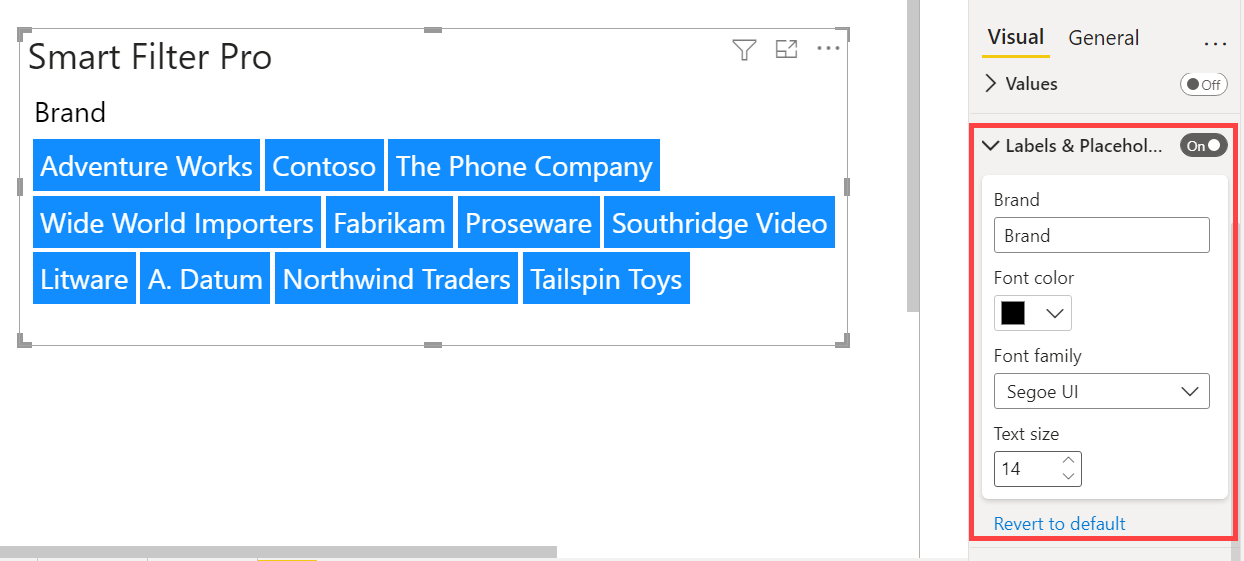 Smart Filter Pro
Brand
Adventure Works Contoso The Phone Company
Wide World Importers Fabrikam Proseware Southridge Video
Litware A. Datum Northwind Traders Tailspin Toys
Visual General ...
Values Off
Labels & Placehol... On
Brand
Brand
Font color
Font family
Segoe UI
Text size
14
Revert to default